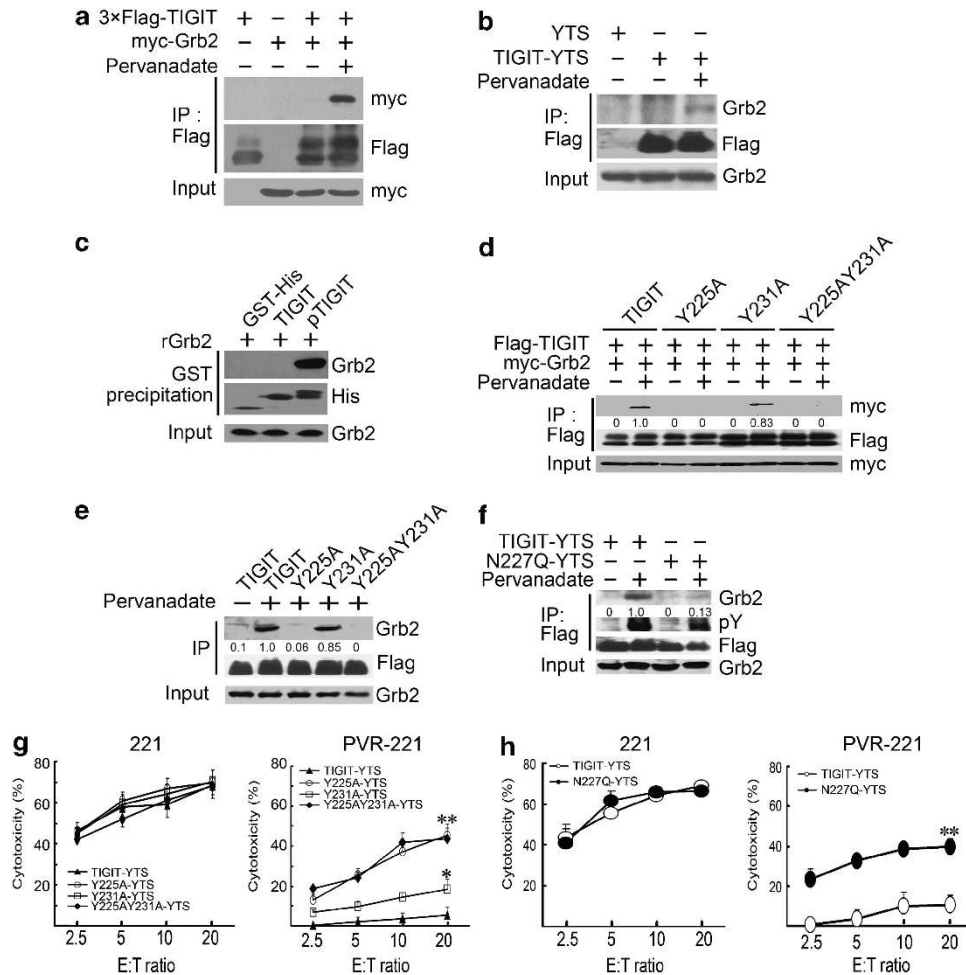 a
3×Flag-TIGIT + − + +
myc-Grb2 − + + +
Pervanadate − − − +
IP : Flag
myc
Flag
Input
myc
b
YTS + − −
TIGIT-YTS − + +
Pervanadate − − +
IP: Flag
Grb2
Flag
Input
Grb2
c
GST-His TIGIT pTIGIT
rGrb2 + + +
GST precipitation
Grb2
His
Input
Grb2
d
TIGIT Y225A Y231A Y225AY231A
Flag-TIGIT + + + + + + + +
myc-Grb2 + + + + + + + +
Pervanadate − + − + − + − +
IP : Flag
myc
0 1.0 0 0 0 0.83 0 0
Flag
Input
myc
e
TIGIT TIGIT Y225A Y231A Y225AY231A
Pervanadate − + + + +
IP
Grb2
0.1 1.0 0.06 0.85 0
Flag
Input
Grb2
f
TIGIT-YTS + + − −
N227Q-YTS − − + +
Pervanadate − + − +
IP: Flag
Grb2
0 1.0 0 0.13
pY
Flag
Input
Grb2
g
221
Cytotoxicity (%)
80
60
40
20
TIGIT-YTS
Y225A-YTS
Y231A-YTS
Y225AY231A-YTS
2.5 5 10 20
E:T ratio
PVR-221
Cytotoxicity (%)
80
60
40
20
TIGIT-YTS
Y225A-YTS
Y231A-YTS
Y225AY231A-YTS
**
*
2.5 5 10 20
E:T ratio
h
221
Cytotoxicity (%)
80
60
40
20
TIGIT-YTS
N227Q-YTS
2.5 5 10 20
E:T ratio
PVR-221
Cytotoxicity (%)
80
60
40
20
TIGIT-YTS
N227Q-YTS
**
2.5 5 10 20
E:T ratio